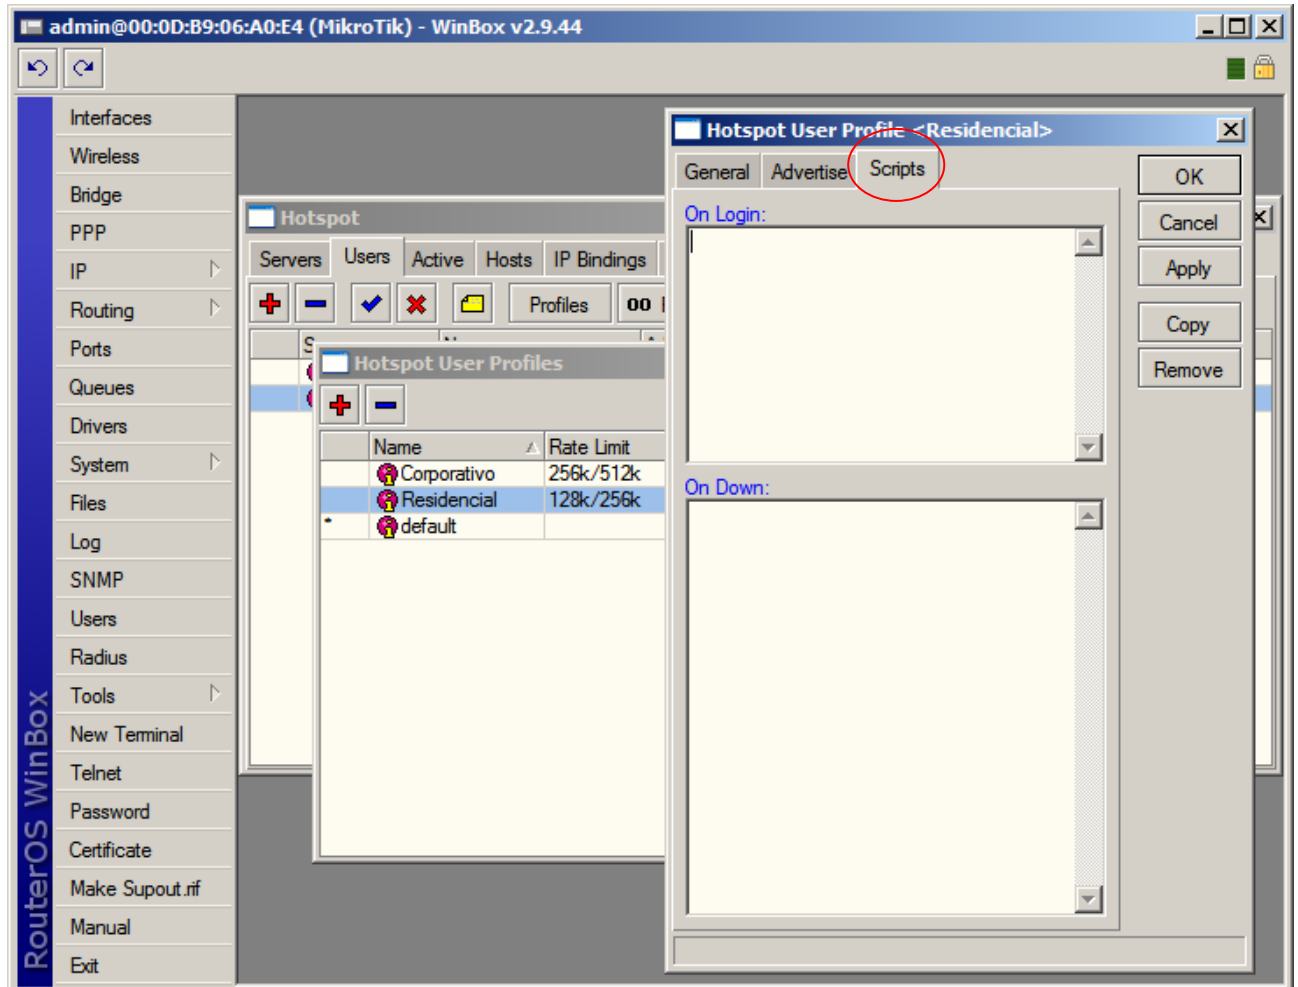 admin@00:0D:B9:06:A0:E4 (MikroTik) - WinBox v2.9.44
Interfaces
Wireless
Bridge
PPP
IP
Routing
Ports
Queues
Drivers
System
Files
Log
SNMP
Users
Radius
Tools
New Terminal
Telnet
Password
Certificate
Make Supout.rif
Manual
Exit
RouterOS WinBox
Hotspot
Servers Users Active Hosts IP Bindings
Profiles 00
Hotspot User Profiles
Name Rate Limit
Corporativo 256k/512k
Residencial 128k/256k
* default
Hotspot User Profile <Residencial>
General Advertise Scripts
On Login:
On Down:
OK
Cancel
Apply
Copy
Remove